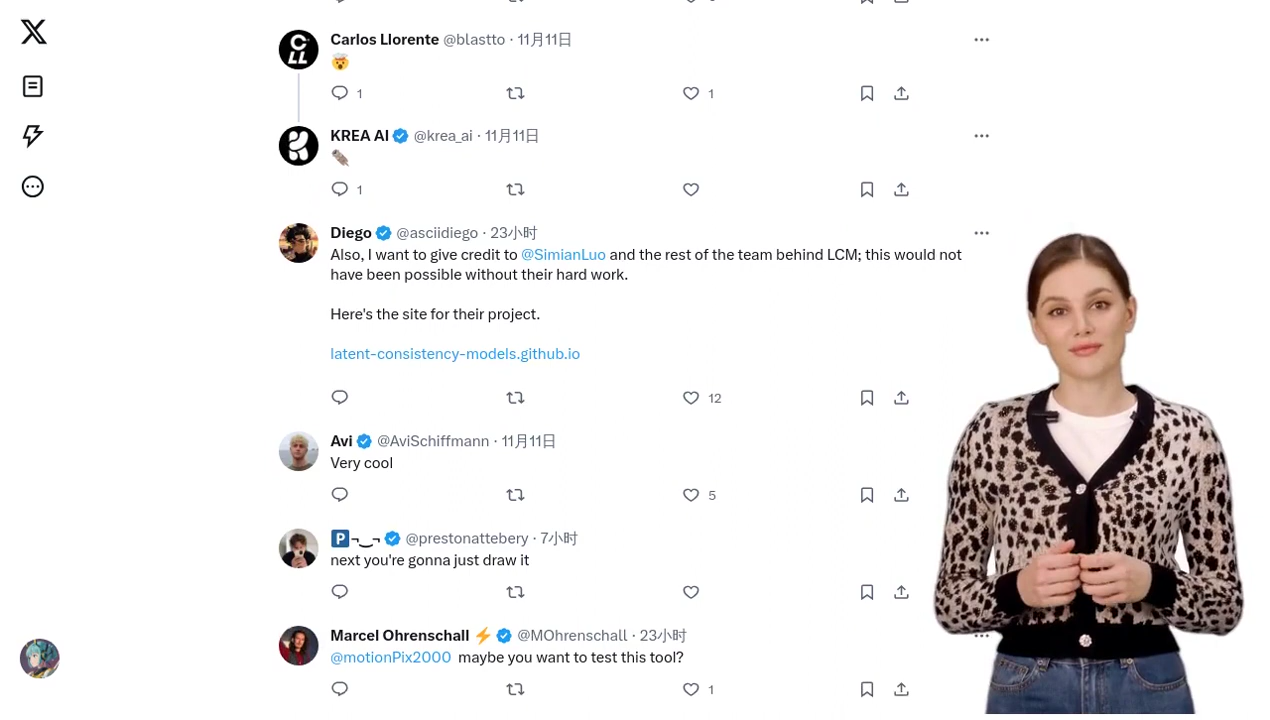 Carlos Llorente @blastto · 11月11日
🤯
1 1
KREA AI @krea_ai · 11月11日
1
Diego @asciidiego · 23小时
Also, I want to give credit to @SimianLuo and the rest of the team behind LCM; this would not
have been possible without their hard work.
Here's the site for their project.
latent-consistency-models.github.io
12
Avi @AviSchiffmann · 11月11日
Very cool
5
🅿️¬‿¬ @prestonattebery · 7小时
next you're gonna just draw it
Marcel Ohrenschall ⚡ @MOhrenschall · 23小时
@motionPix2000 maybe you want to test this tool?
1